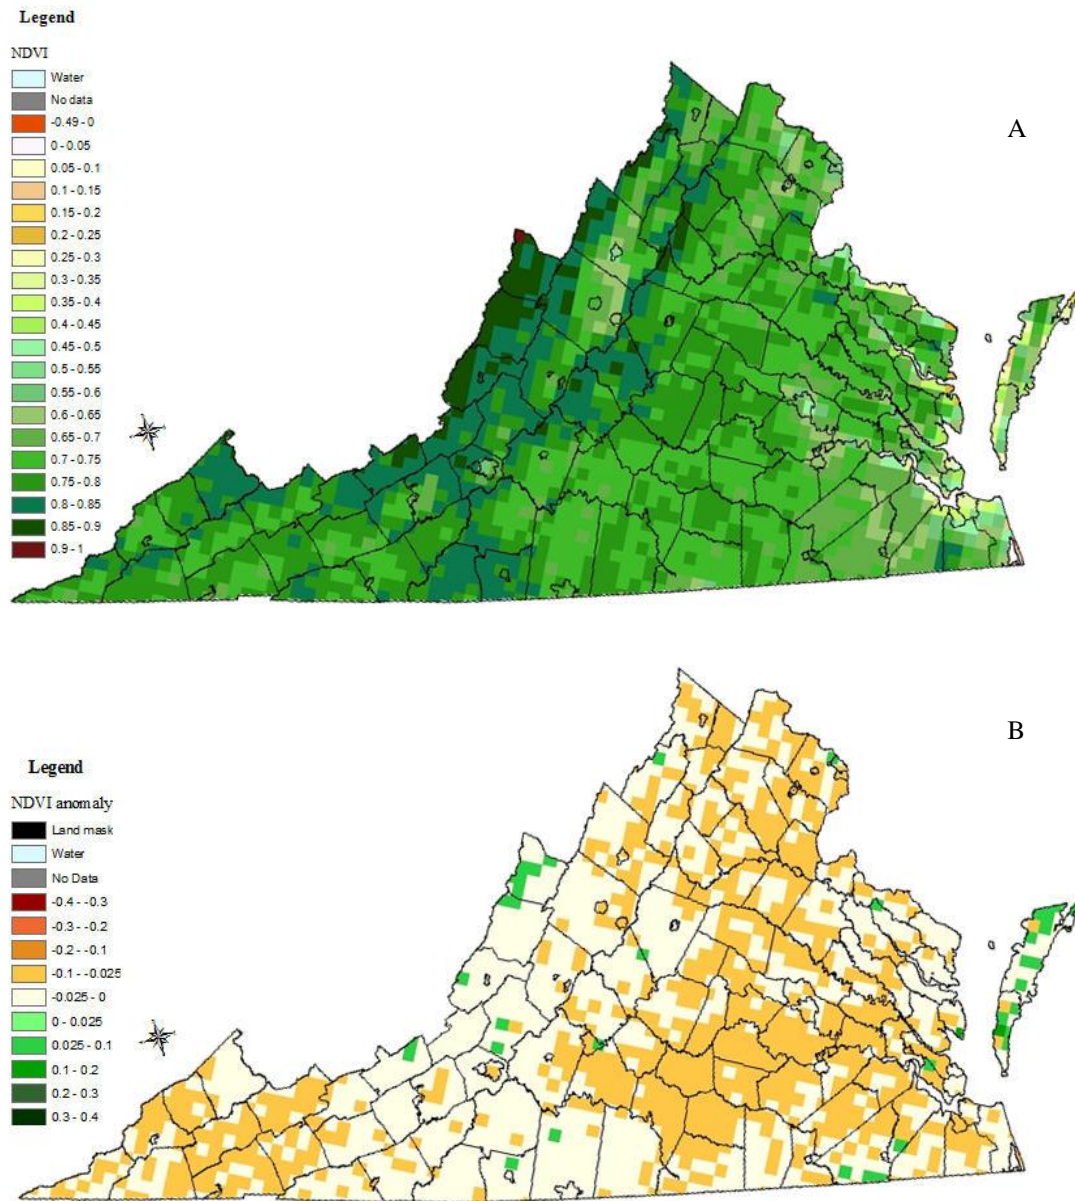 Legend
NDVI
Water
No data
-0.49 - 0
0 - 0.05
0.05 - 0.1
0.1 - 0.15
0.15 - 0.2
0.2 - 0.25
0.25 - 0.3
0.3 - 0.35
0.35 - 0.4
0.4 - 0.45
0.45 - 0.5
0.5 - 0.55
0.55 - 0.6
0.6 - 0.65
0.65 - 0.7
0.7 - 0.75
0.75 - 0.8
0.8 - 0.85
0.85 - 0.9
0.9 - 1
A
B
Legend
NDVI anomaly
Land mask
Water
No Data
-0.4 - -0.3
-0.3 - -0.2
-0.2 - -0.1
-0.1 - -0.025
-0.025 - 0
0 - 0.025
0.025 - 0.1
0.1 - 0.2
0.2 - 0.3
0.3 - 0.4